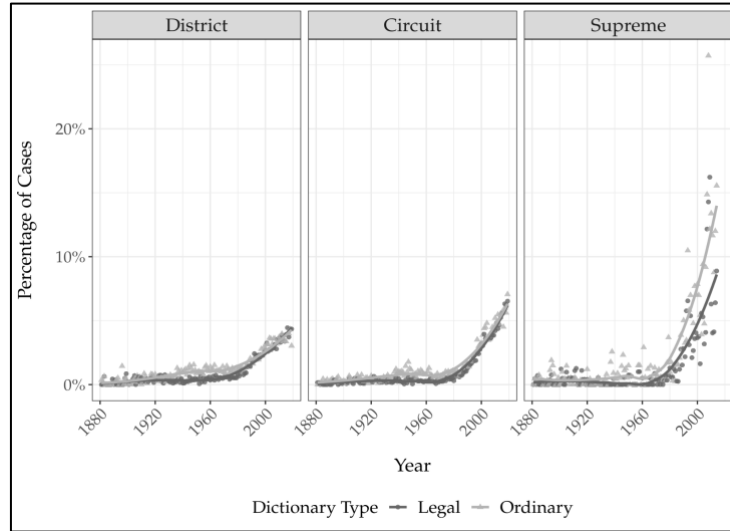 District Circuit Supreme
Percentage of Cases
20%
10%
0%
1880 1920 1960 2000 1880 1920 1960 2000 1880 1920 1960 2000
Year
Dictionary Type Legal Ordinary